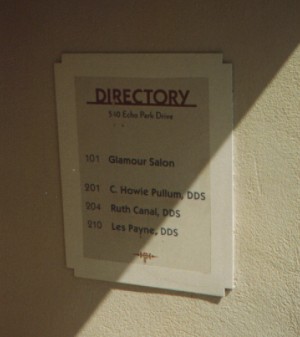 DIRECTORY
540 Echo Park Drive
101 Glamour Salon
201 C. Howie Pullum, DDS
204 Ruth Canal, DDS
210 Les Payne, DDS